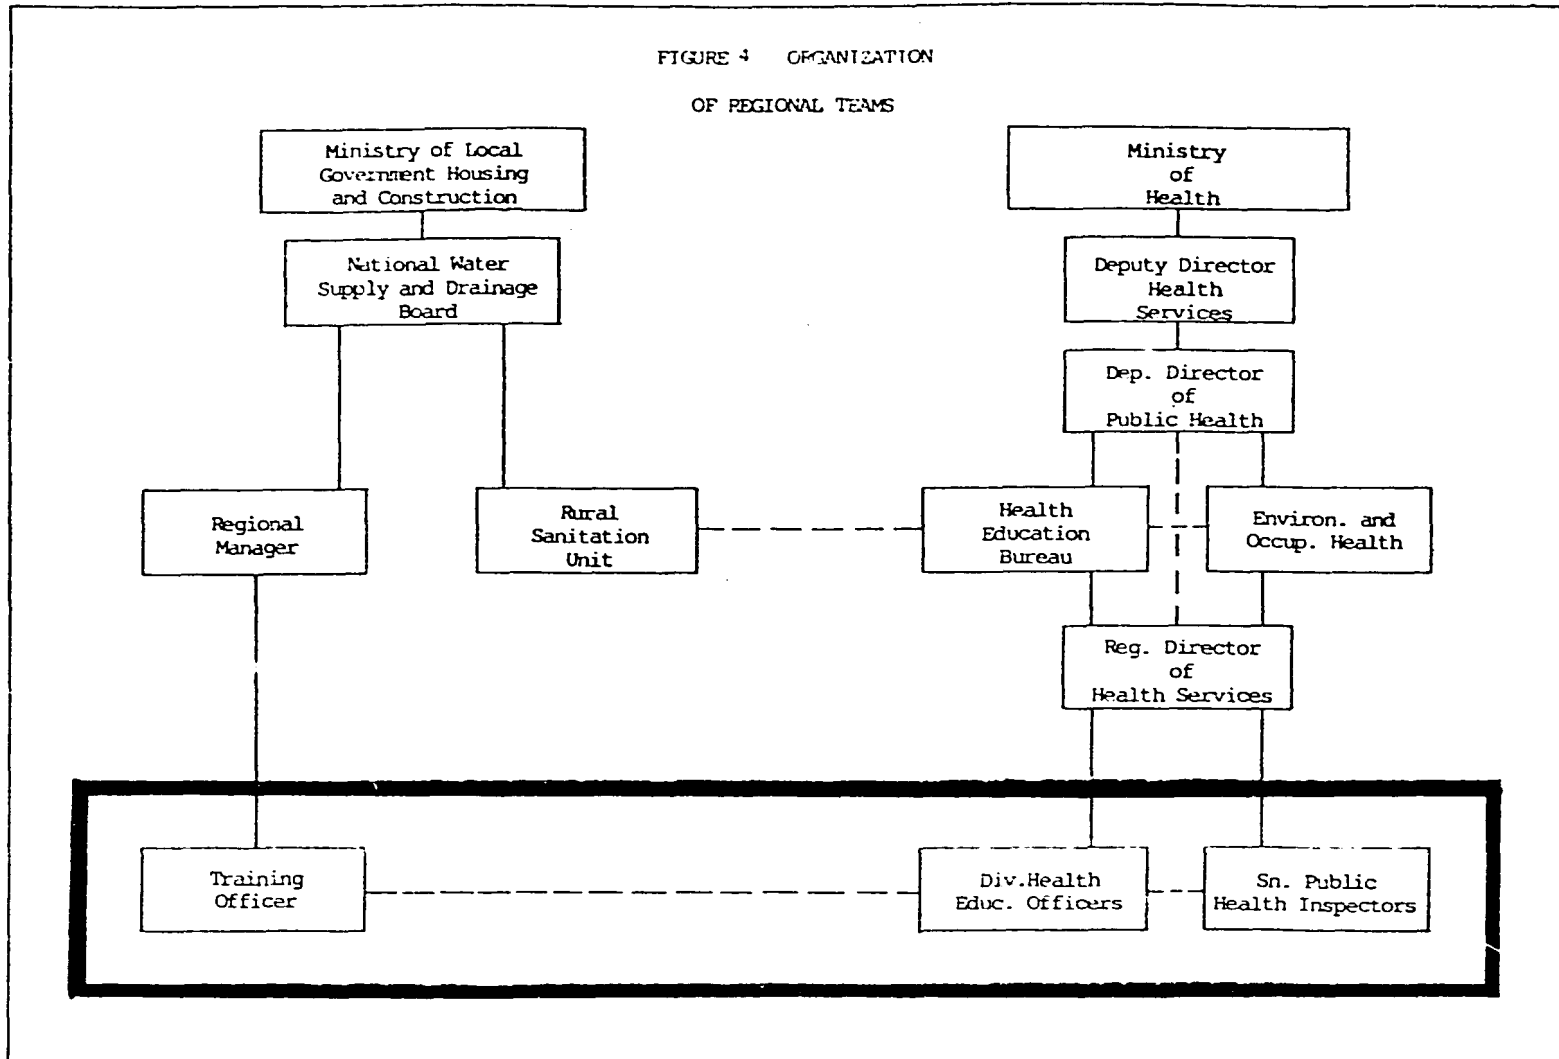 FIGURE 4 ORGANIZATION
OF REGIONAL TEAMS
Ministry of Local
Government Housing
and Construction
Ministry
of
Health
National Water
Supply and Drainage
Board
Deputy Director
Health
Services
Dep. Director
of
Public Health
Regional
Manager
Rural
Sanitation
Unit
Health
Education
Bureau
Environ. and
Occup. Health
Reg. Director
of
Health Services
Training
Officer
Div.Health
Educ. Officers
Sn. Public
Health Inspectors